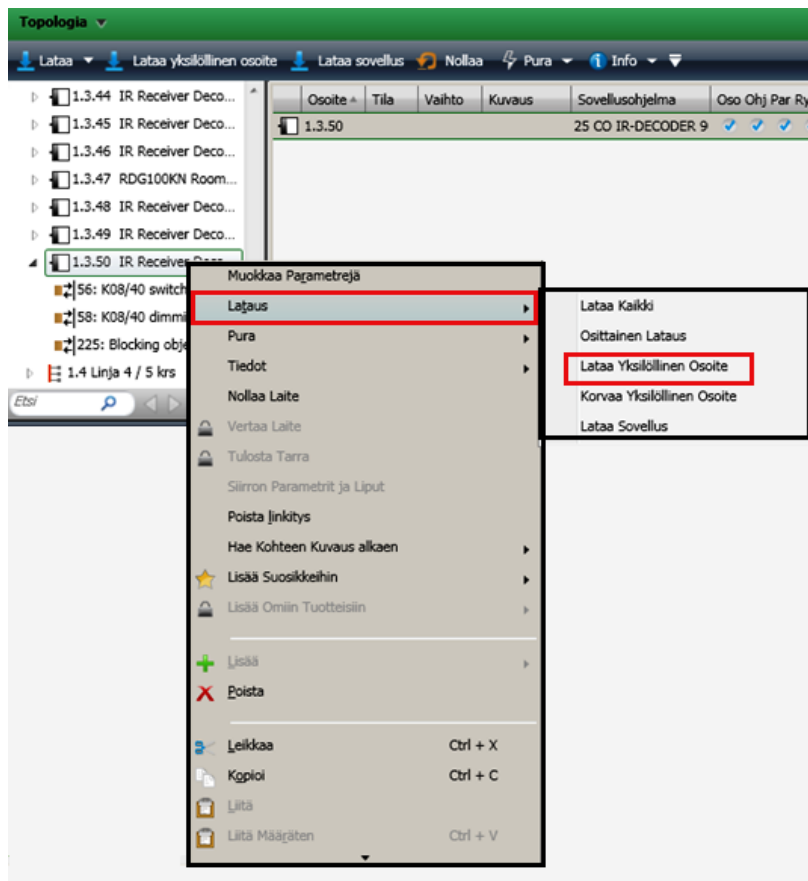 Topologia
Lataa Lataa yksilöllinen osoite Lataa sovellus Nollaa Pura Info
1.3.44 IR Receiver Deco...
1.3.45 IR Receiver Deco...
1.3.46 IR Receiver Deco...
1.3.47 RDG100KN Room...
1.3.48 IR Receiver Deco...
1.3.49 IR Receiver Deco...
1.3.50 IR Receiver
56: K08/40 switch
58: K08/40 dimmi
225: Blocking obje
1.4 Linja 4 / 5 krs
Etsi
Osoite Tila Vaihto Kuvaus Sovellusohjelma Oso Ohj Par Ry
1.3.50 25 CO IR-DECODER 9
Muokkaa Parametrejä
Lataus
Pura
Tiedot
Nollaa Laite
Vertaa Laite
Tulosta Tarra
Siirron Parametrit ja Liput
Poista linkitys
Hae Kohteen Kuvaus alkaen
Lisää Suosikkeihin
Lisää Omiin Tuotteisiin
Lisää
Poista
Leikkaa Ctrl + X
Kopioi Ctrl + C
Liitä
Liitä Määräten Ctrl + V
Lataa Kaikki
Osittainen Lataus
Lataa Yksilöllinen Osoite
Korvaa Yksilöllinen Osoite
Lataa Sovellus